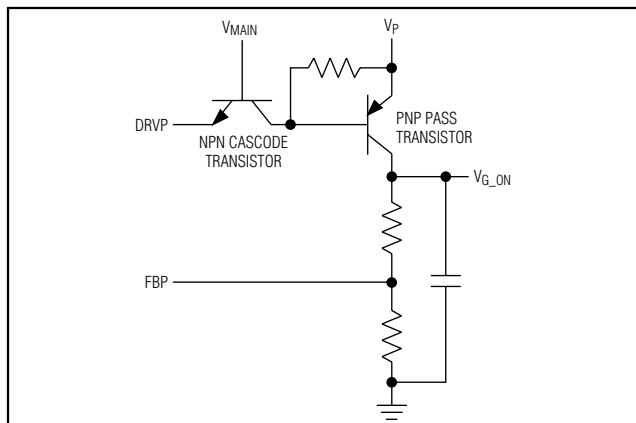 VMAIN
VP
DRVP
NPN CASCODE
TRANSISTOR
PNP PASS
TRANSISTOR
VG_ON
FBP